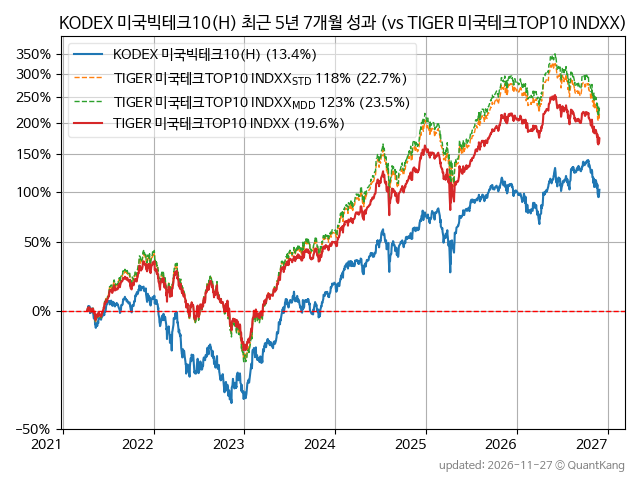 KODEX 미국빅테크10(H) 최근 5년 7개월 성과 (vs TIGER 미국테크TOP10 INDXX)
KODEX 미국빅테크10(H) (13.4%)
TIGER 미국테크TOP10 INDXXSTD 118% (22.7%)
TIGER 미국테크TOP10 INDXXMDD 123% (23.5%)
TIGER 미국테크TOP10 INDXX (19.6%)
350%
300%
250%
200%
150%
100%
50%
0%
−50%
2021 2022 2023 2024 2025 2026 2027
updated: 2026-11-27 © QuantKang